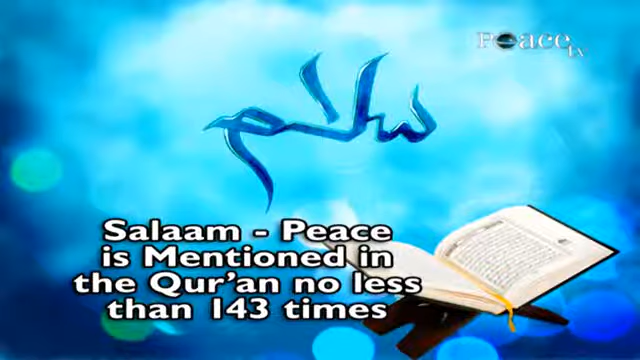 Peace tv
سلام
Salaam - Peace
is Mentioned in
the Qur'an no less
than 143 times